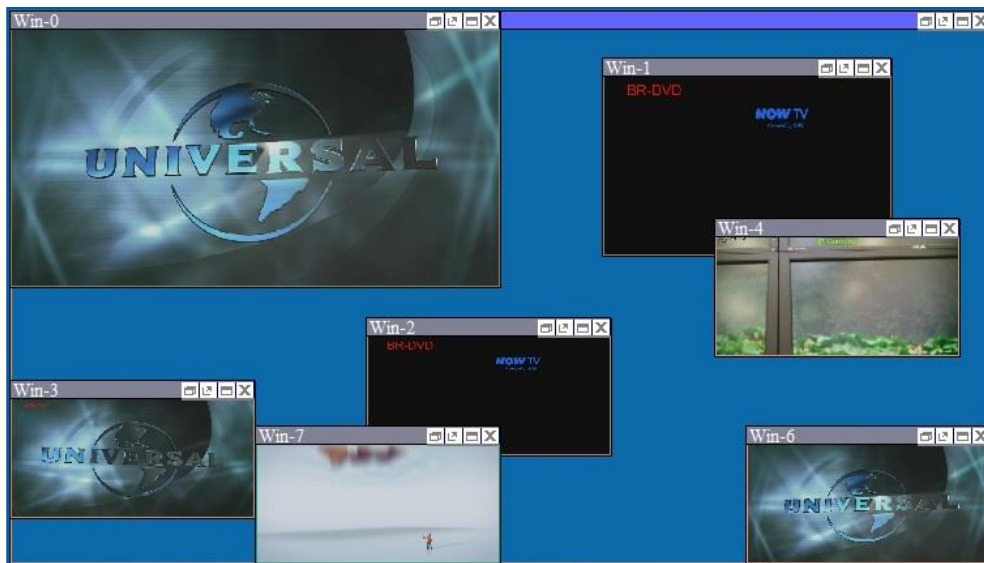 Win-0
UNIVERSAL
Win-1
BR-DVD
NOW TV
Win-4
Win-2
BR-DVD
NOW TV
Win-3
UNIVERSAL
Win-7
Win-6
UNIVERSAL